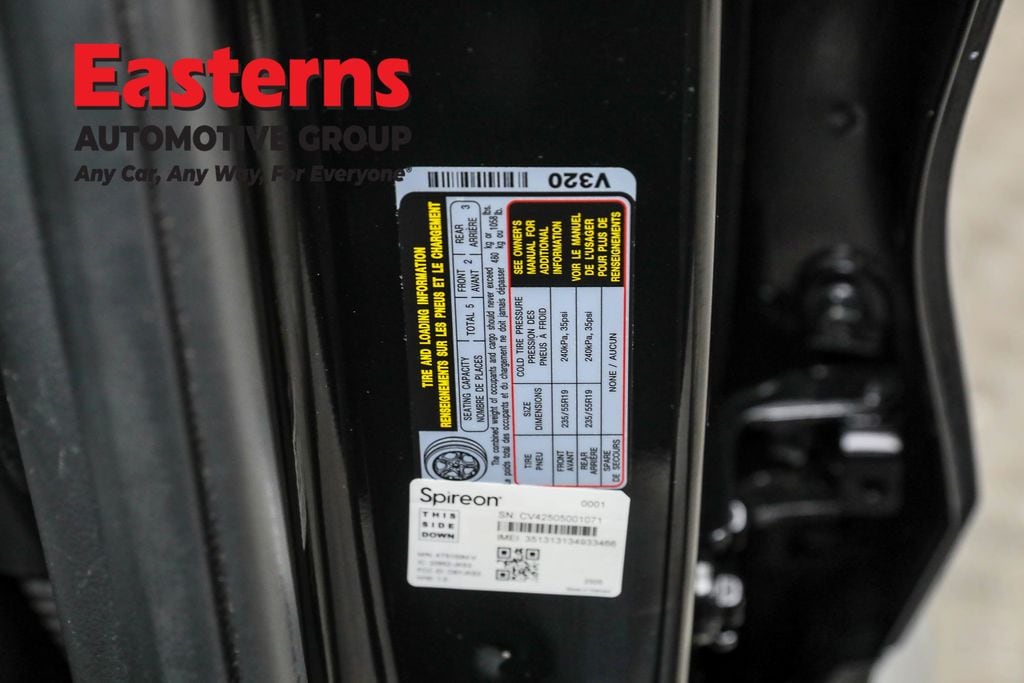 Easterns
AUTOMOTIVE GROUP
Any Car, Any Way, For Everyone®
V320
TIRE AND LOADING INFORMATION
RENSEIGNEMENTS SUR LES PNEUS ET LE CHARGEMENT
SEATING CAPACITY TOTAL 5 FRONT 2 REAR 3
NOMBRE DE PLACES AVANT ARRIÈRE
The combined weight of occupants and cargo should never exceed 480 kg or 1058 lbs.
poids total des occupants et du chargement ne doit jamais dépasser 480 kg ou 1058 lb.
TIRE SIZE COLD TIRE PRESSURE
PNEU DIMENSIONS PRESSION DES
PNEUS À FROID
FRONT 235/55R19 240kPa, 35psi
AVANT
REAR 235/55R19 240kPa, 35psi
ARRIÈRE
SPARE NONE / AUCUN
DE SECOURS
SEE OWNER'S
MANUAL FOR
ADDITIONAL
INFORMATION
VOIR LE MANUEL
DE L'USAGER
POUR PLUS DE
RENSEIGNEMENTS
Spireon
0001
THIS
SIDE
DOWN
SN: CV42505001071
IMEI: 351313134933466